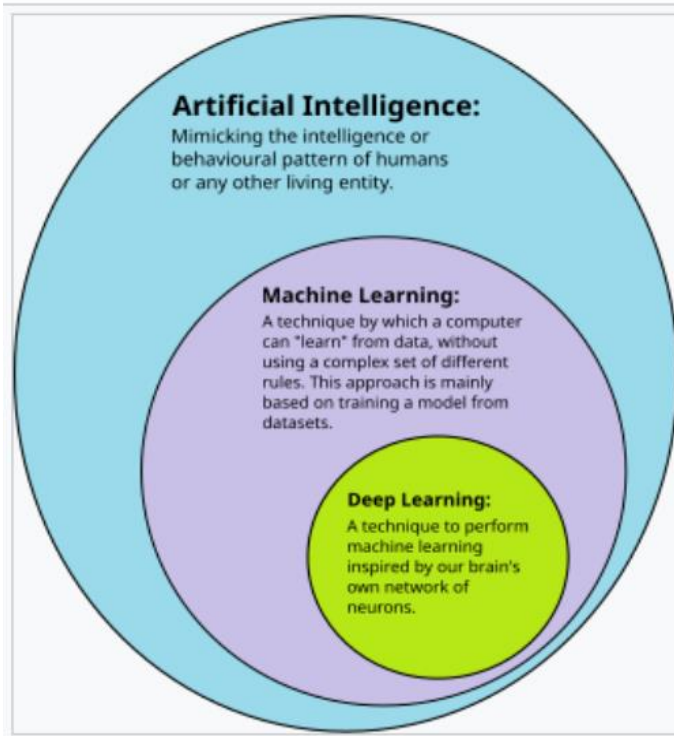 Artificial Intelligence:
Mimicking the intelligence or
behavioural pattern of humans
or any other living entity.
Machine Learning:
A technique by which a computer
can "learn" from data, without
using a complex set of different
rules. This approach is mainly
based on training a model from
datasets.
Deep Learning:
A technique to perform
machine learning
inspired by our brain's
own network of
neurons.